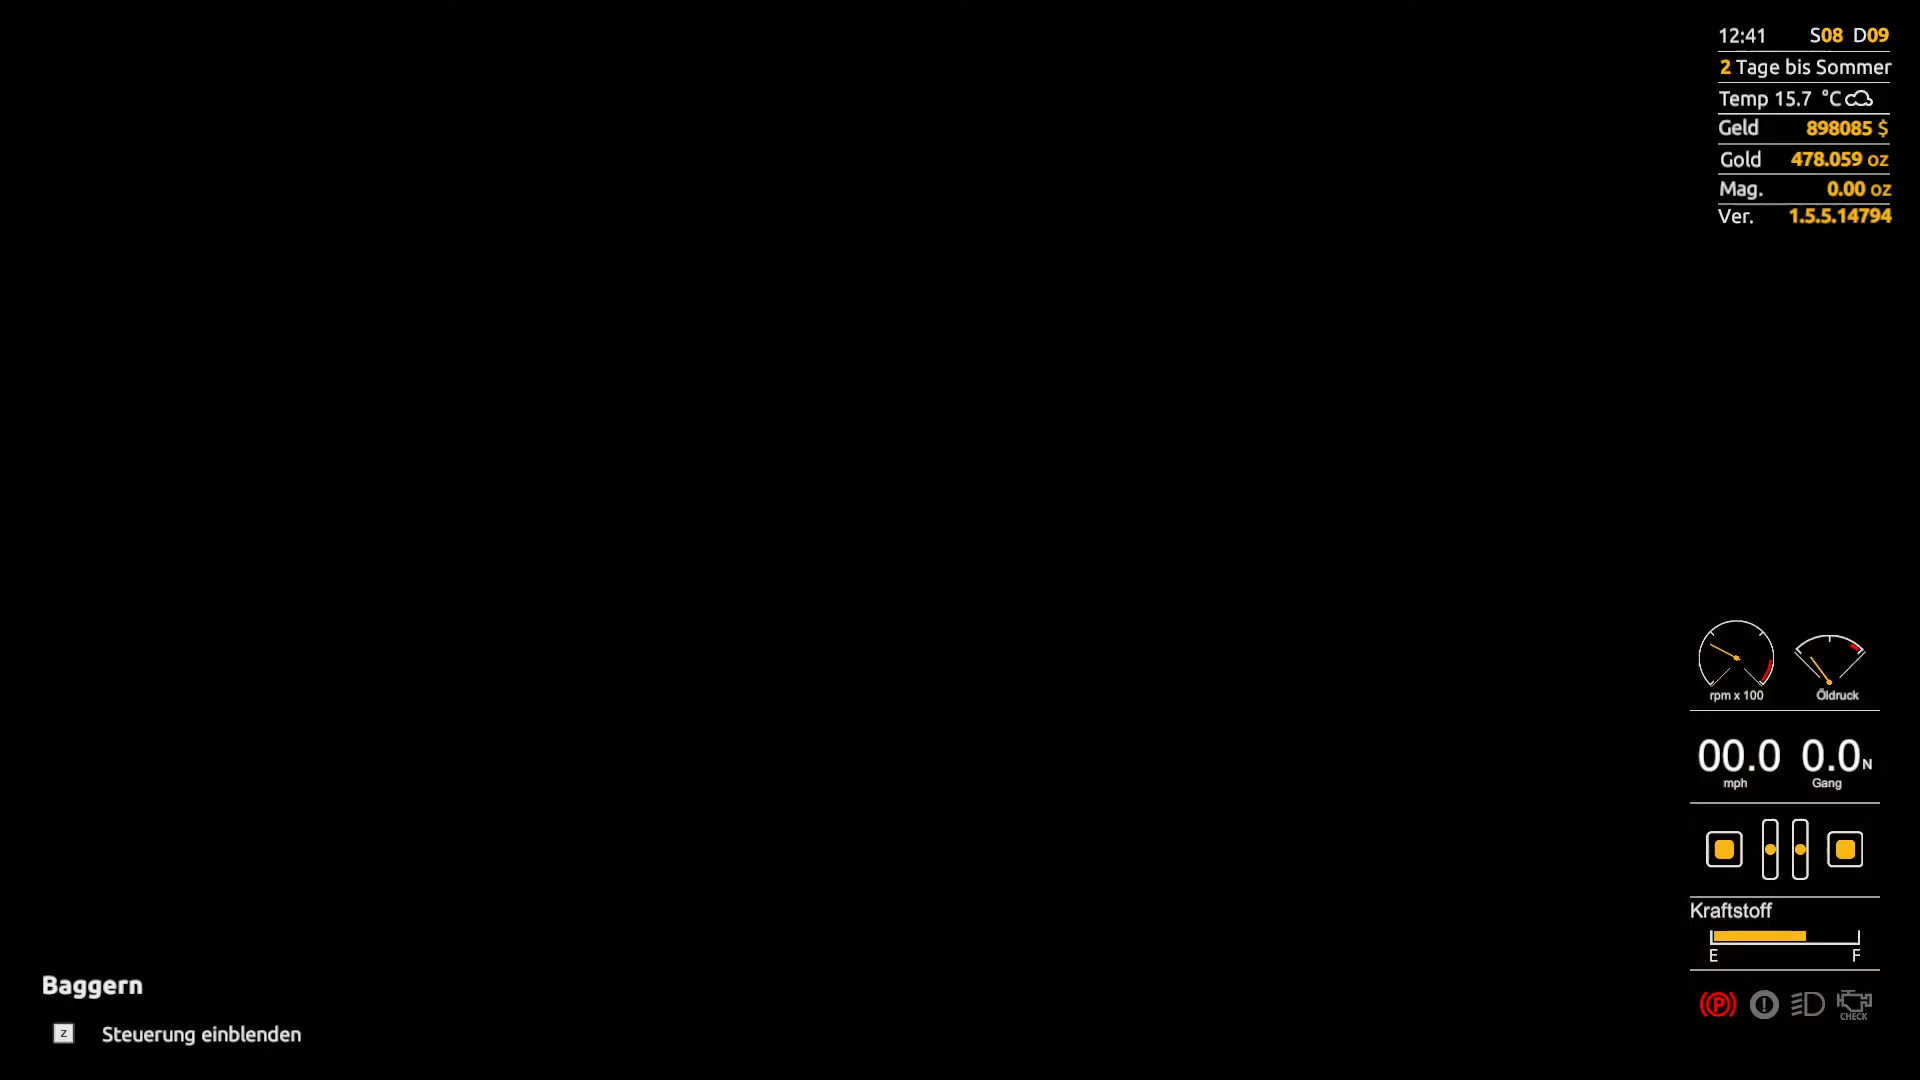 12:41 S08 D09
2 Tage bis Sommer
Temp 15.7 °C
Geld 898085 $
Gold 478.059 oz
Mag. 0.00 oz
Ver. 1.5.5.14794
rpm x 100 Öldruck
00.0 0.0 N
mph Gang
Kraftstoff
E F
Baggern
z Steuerung einblenden
P ! CHECK